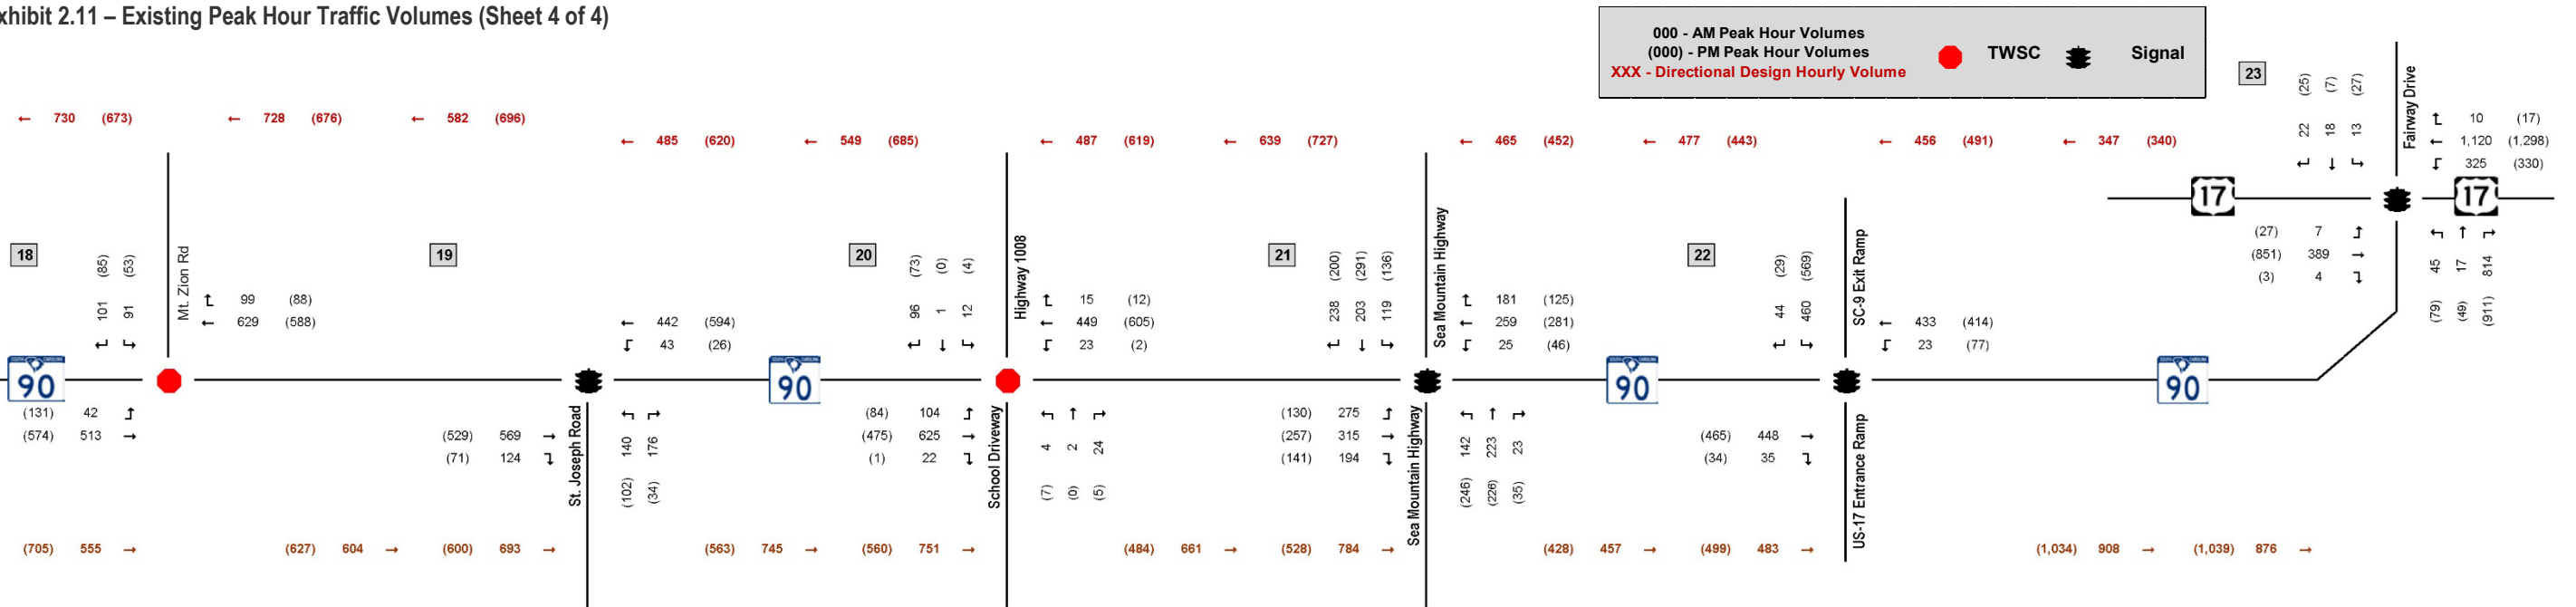 xhibit 2.11 – Existing Peak Hour Traffic Volumes (Sheet 4 of 4)
000 - AM Peak Hour Volumes
(000) - PM Peak Hour Volumes
XXX - Directional Design Hourly Volume
TWSC
Signal
23
(25) (7) (27)
22 18 13
Fairway Drive
10 (17)
1,120 (1,298)
325 (330)
← 730 (673) ← 728 (676) ← 582 (696)
← 485 (620) ← 549 (685) ← 487 (619) ← 639 (727) ← 465 (452) ← 477 (443) ← 456 (491) ← 347 (340)
17 17
(27) 7
(851) 389 →
(3) 4
45 17 814
(79) (49) (911)
18
(85) (53)
101 91
Mt. Zion Rd
99 (88)
← 629 (588)
19
← 442 (594)
43 (26)
20
(73) (0) (4)
96 1 12
Highway 1008
15 (12)
← 449 (605)
23 (2)
21
(200) (291) (136)
238 203 119
Sea Mountain Highway
181 (125)
← 259 (281)
25 (46)
22
(29) (569)
44 460
SC-9 Exit Ramp
← 433 (414)
23 (77)
SOUTH CAROLINA 90 90 90 90
(131) 42
(574) 513 →
(529) 569 →
(71) 124
St. Joseph Road
140 176
(102) (34)
(84) 104
(475) 625 →
(1) 22
School Driveway
4 2 24
(7) (0) (5)
(130) 275
(257) 315 →
(141) 194
Sea Mountain Highway
142 223 23
(246) (226) (35)
(465) 448 →
(34) 35
US-17 Entrance Ramp
(705) 555 → (627) 604 → (600) 693 → (563) 745 → (560) 751 → (484) 661 → (528) 784 → (428) 457 → (499) 483 → (1,034) 908 → (1,039) 876 →